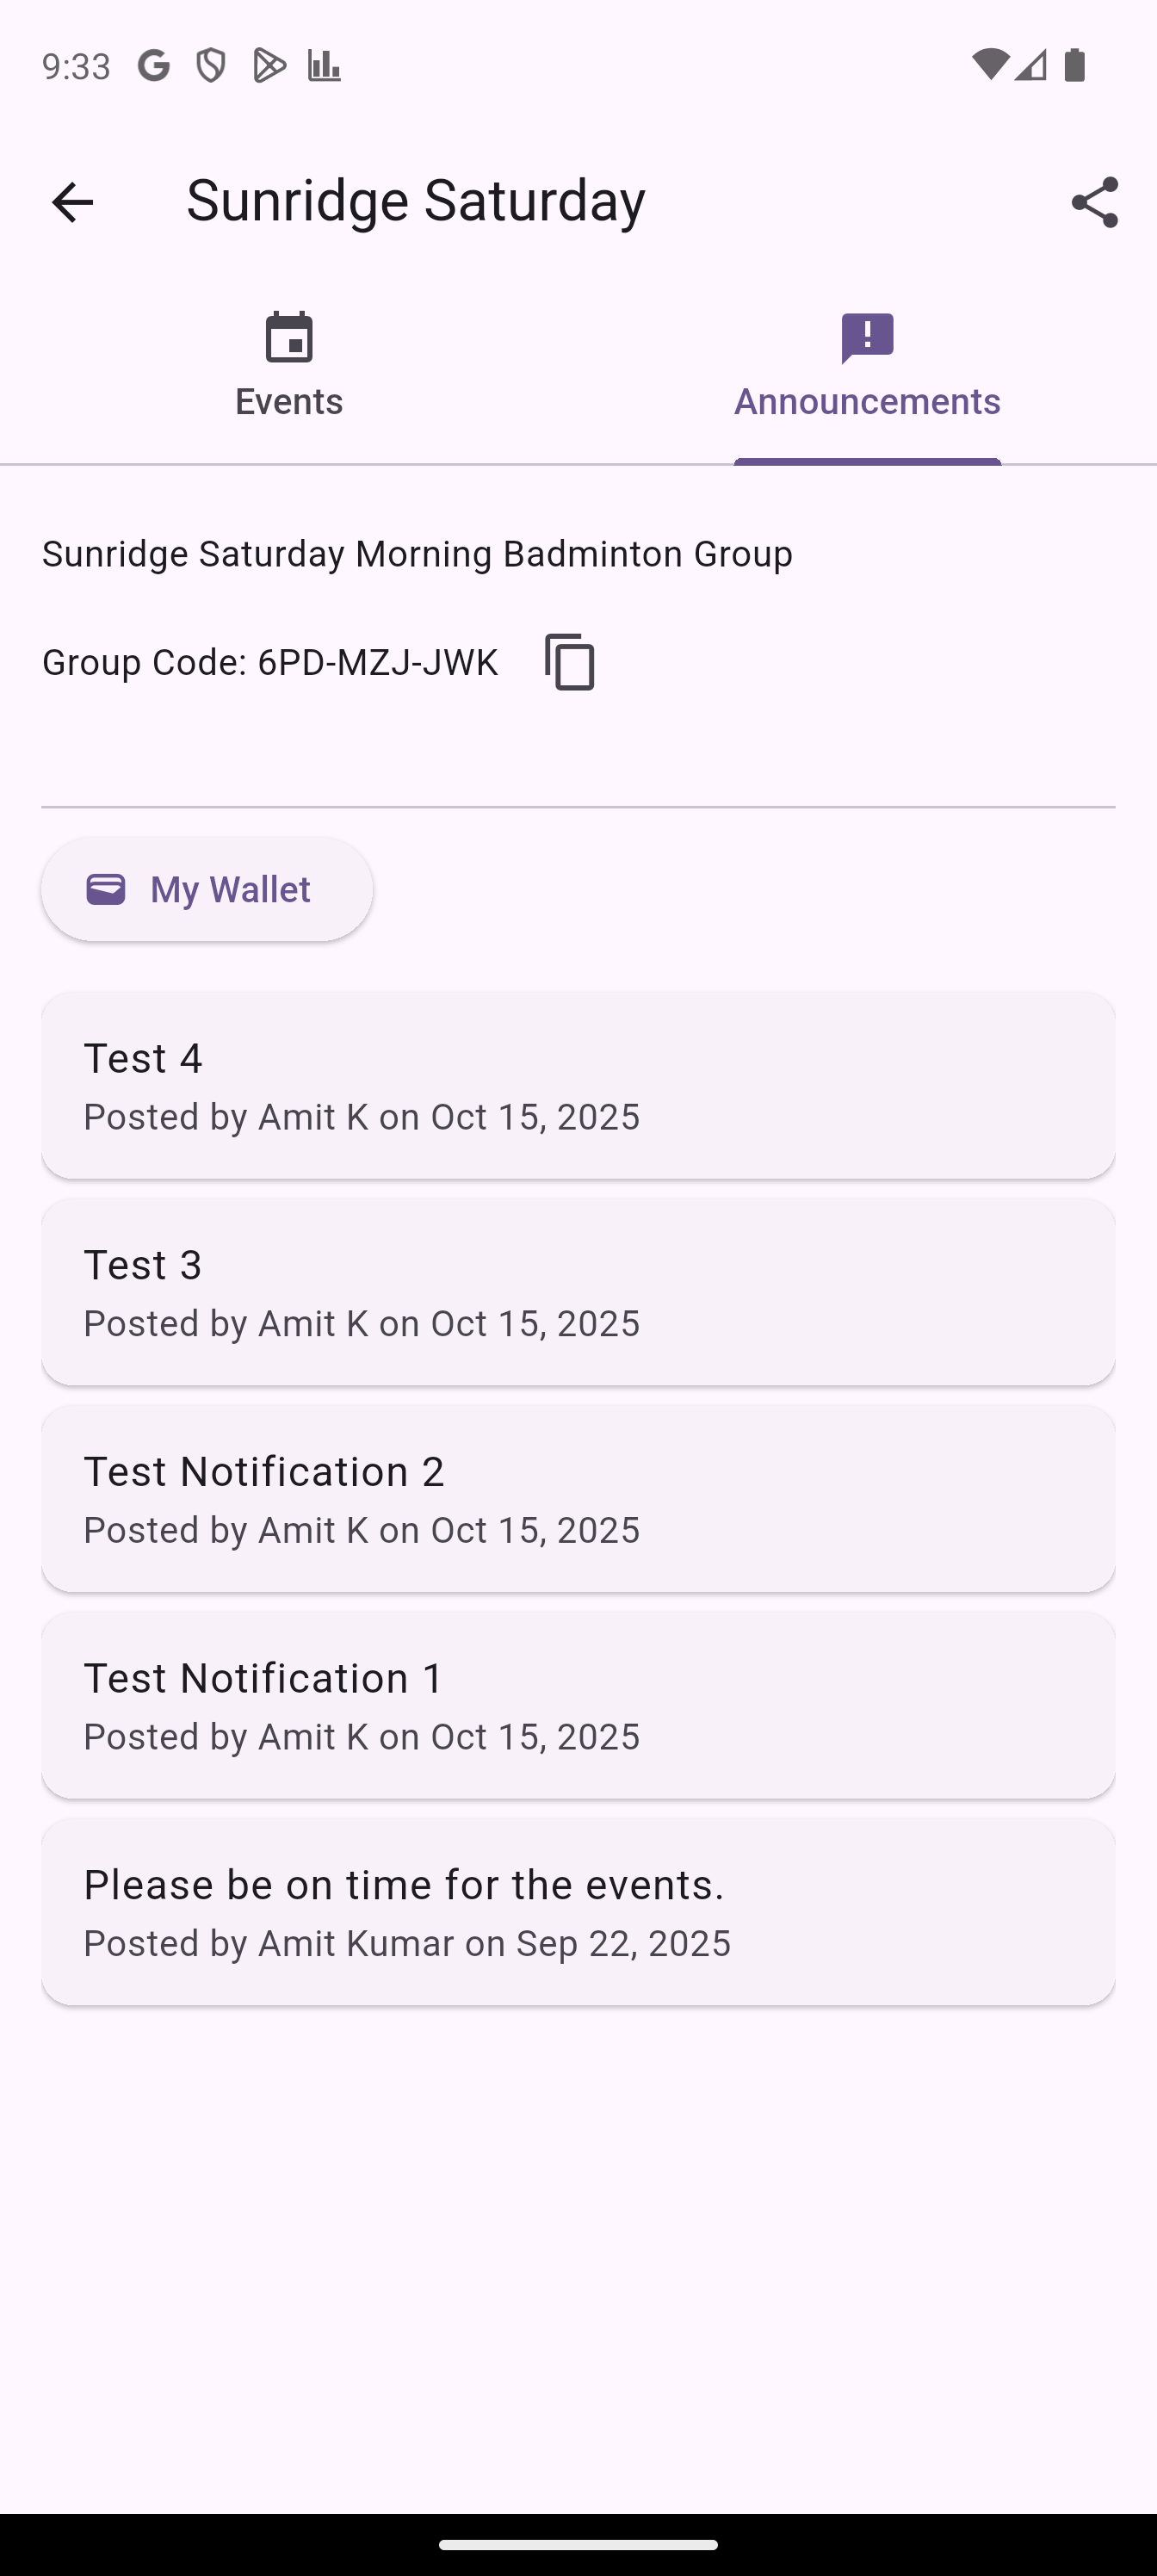 9:33
Sunridge Saturday
Events
Announcements
Sunridge Saturday Morning Badminton Group
Group Code: 6PD-MZJ-JWK
My Wallet
Test 4
Posted by Amit K on Oct 15, 2025
Test 3
Posted by Amit K on Oct 15, 2025
Test Notification 2
Posted by Amit K on Oct 15, 2025
Test Notification 1
Posted by Amit K on Oct 15, 2025
Please be on time for the events.
Posted by Amit Kumar on Sep 22, 2025